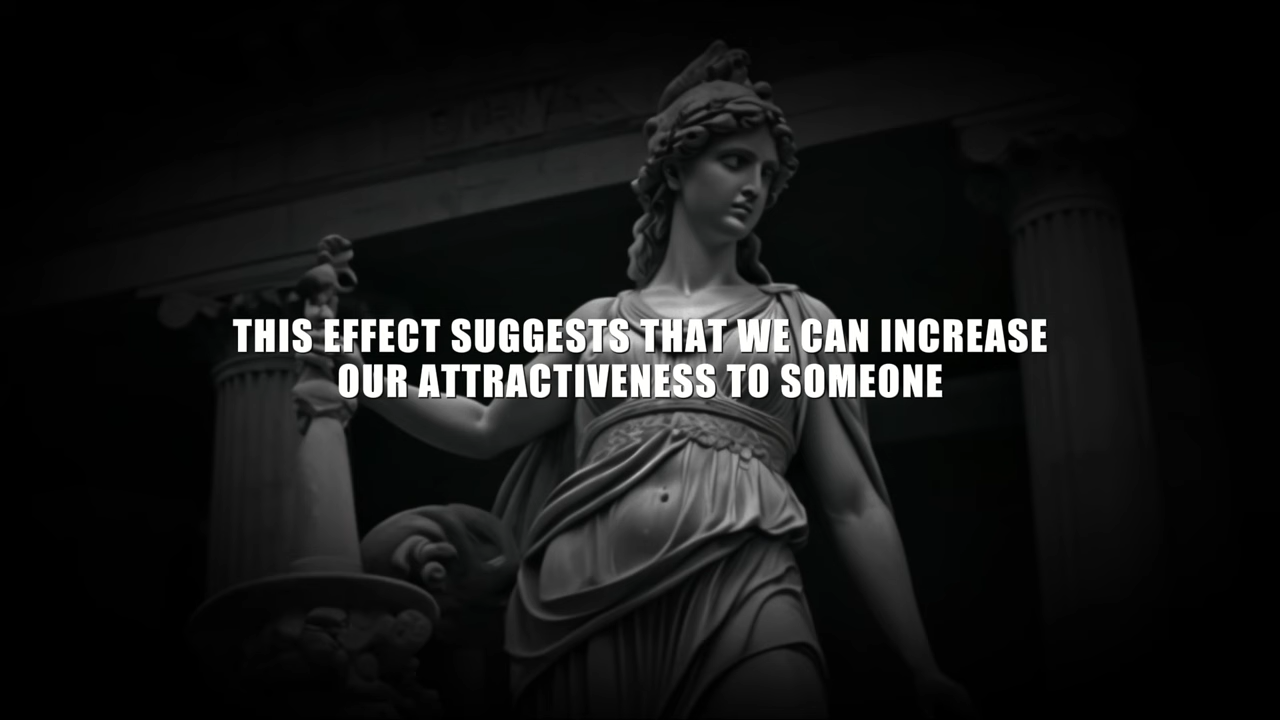 THIS EFFECT SUGGESTS THAT WE CAN INCREASE
OUR ATTRACTIVENESS TO SOMEONE